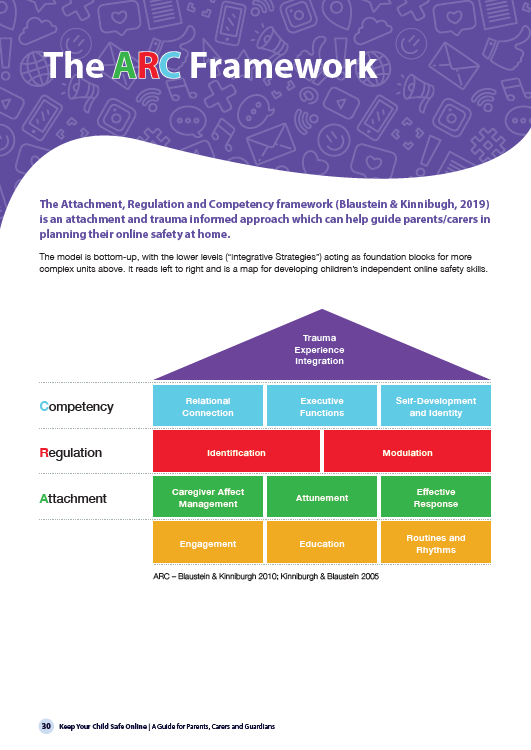 The ARC Framework
The Attachment, Regulation and Competency framework (Blaustein & Kinnibugh, 2019)
is an attachment and trauma informed approach which can help guide parents/carers in
planning their online safety at home.
The model is bottom-up, with the lower levels (“Integrative Strategies”) acting as foundation blocks for more
complex units above. It reads left to right and is a map for developing children’s independent online safety skills.
Trauma
Experience
Integration
Competency
Relational
Connection
Executive
Functions
Self-Development
and Identity
Regulation
Identification
Modulation
Attachment
Caregiver Affect
Management
Attunement
Effective
Response
Engagement
Education
Routines and
Rhythms
ARC – Blaustein & Kinniburgh 2010; Kinniburgh & Blaustein 2005
30 Keep Your Child Safe Online | A Guide for Parents, Carers and Guardians